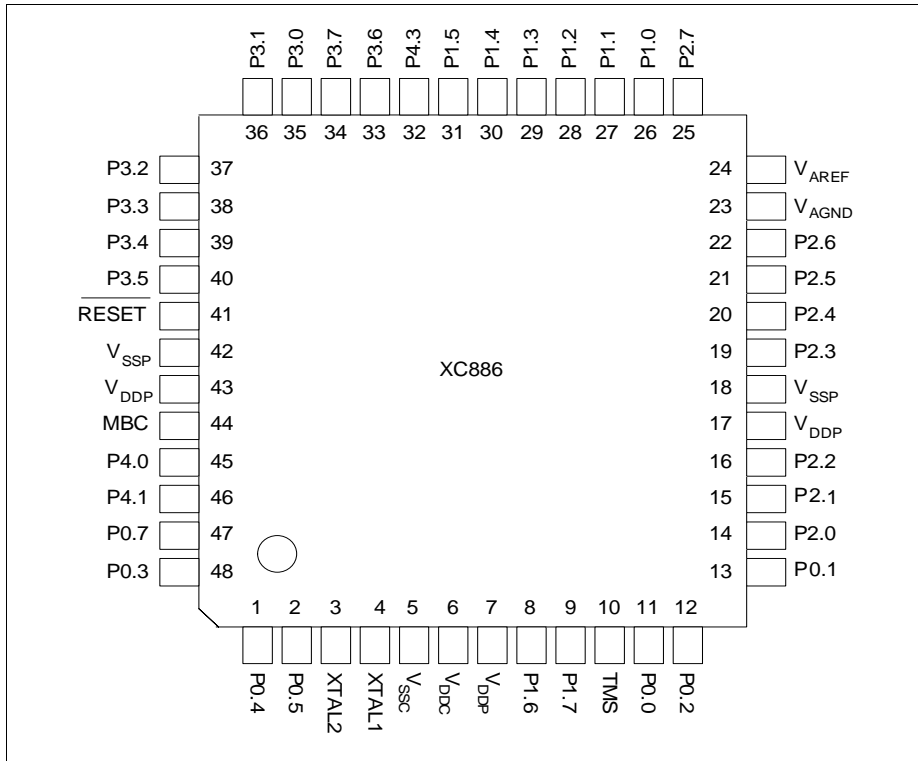 P3.1 P3.0 P3.7 P3.6 P4.3 P1.5 P1.4 P1.3 P1.2 P1.1 P1.0 P2.7
36 35 34 33 32 31 30 29 28 27 26 25
P3.2 37 24 VAREF
P3.3 38 23 VAGND
P3.4 39 22 P2.6
P3.5 40 21 P2.5
RESET 41 20 P2.4
VSSP 42 19 P2.3
XC886
VDDP 43 18 VSSP
MBC 44 17 VDDP
P4.0 45 16 P2.2
P4.1 46 15 P2.1
P0.7 47 14 P2.0
P0.3 48 13 P0.1
1 2 3 4 5 6 7 8 9 10 11 12
P0.4 P0.5 XTAL2 XTAL1 VSSC VDDC VDDP P1.6 P1.7 TMS P0.0 P0.2